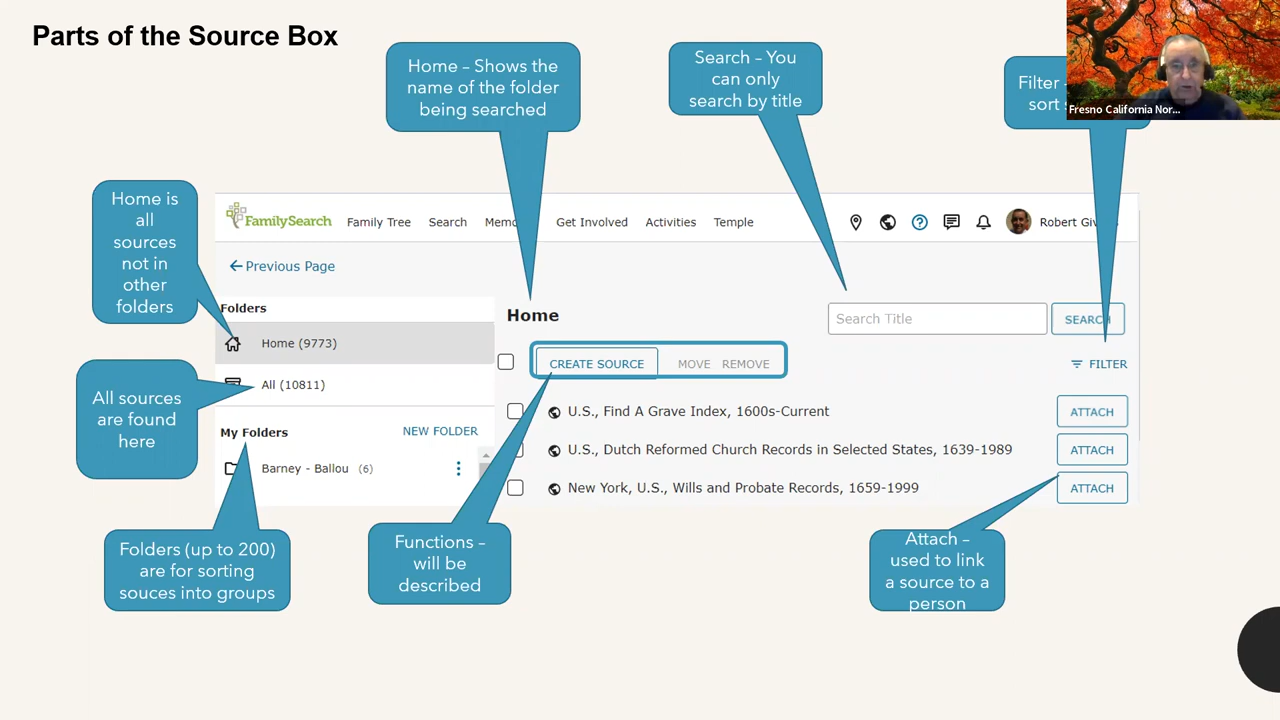 Parts of the Source Box
Home – Shows the
name of the folder
being searched
Search – You
can only
search by title
Filter –
sort
Fresno California Nor...
Home is
all
sources
not in
other
folders
FamilySearch
Family Tree
Search
Get Involved
Activities
Temple
Robert
Previous Page
Folders
Home
Search Title
SEARCH
Home (9773)
CREATE SOURCE
MOVE
REMOVE
FILTER
All (10811)
All sources
are found
here
U.S., Find A Grave Index, 1600s-Current
ATTACH
My Folders
NEW FOLDER
U.S., Dutch Reformed Church Records in Selected States, 1639-1989
ATTACH
Barney - Ballou (6)
New York, U.S., Wills and Probate Records, 1659-1999
ATTACH
Folders (up to 200)
are for sorting
souces into groups
Functions –
will be
described
Attach –
used to link
a source to a
person